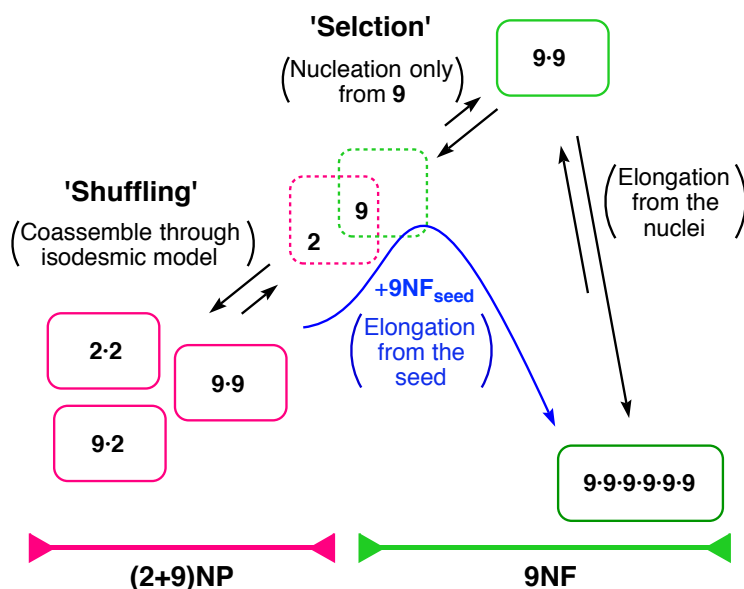 'Selction'
(Nucleation only
from 9)
9·9
'Shuffling'
(Coassemble through
isodesmic model)
9
2
(Elongation
from the
nuclei)
+9NFseed
(Elongation
from the
seed)
2·2
9·9
9·2
9·9·9·9·9·9
(2+9)NP
9NF